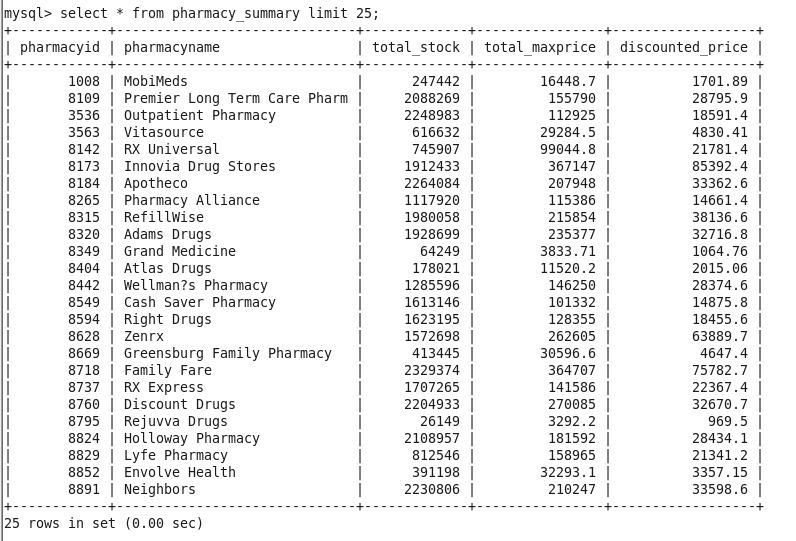 mysql> select * from pharmacy_summary limit 25;
+------------+------------------------------+-------------+----------------+------------------+
| pharmacyid | pharmacyname                 | total_stock | total_maxprice | discounted_price |
+------------+------------------------------+-------------+----------------+------------------+
|       1008 | MobiMeds                     |      247442 |        16448.7 |          1701.89 |
|       8109 | Premier Long Term Care Pharm |     2088269 |         155790 |          28795.9 |
|       3536 | Outpatient Pharmacy          |     2248983 |         112925 |          18591.4 |
|       3563 | Vitasource                   |      616632 |        29284.5 |          4830.41 |
|       8142 | RX Universal                 |      745907 |        99044.8 |          21781.4 |
|       8173 | Innovia Drug Stores          |     1912433 |         367147 |          85392.4 |
|       8184 | Apotheco                     |     2264084 |         207948 |          33362.6 |
|       8265 | Pharmacy Alliance            |     1117920 |         115386 |          14661.4 |
|       8315 | RefillWise                   |     1980058 |         215854 |          38136.6 |
|       8320 | Adams Drugs                  |     1928699 |         235377 |          32716.8 |
|       8349 | Grand Medicine               |       64249 |        3833.71 |          1064.76 |
|       8404 | Atlas Drugs                  |      178021 |        11520.2 |          2015.06 |
|       8442 | Wellman?s Pharmacy           |     1285596 |         146250 |          28374.6 |
|       8549 | Cash Saver Pharmacy          |     1613146 |         101332 |          14875.8 |
|       8594 | Right Drugs                  |     1623195 |         128355 |          18455.6 |
|       8628 | Zenrx                        |     1572698 |         262605 |          63889.7 |
|       8669 | Greensburg Family Pharmacy   |      413445 |        30596.6 |           4647.4 |
|       8718 | Family Fare                  |     2329374 |         364707 |          75782.7 |
|       8737 | RX Express                   |     1707265 |         141586 |          22367.4 |
|       8760 | Discount Drugs               |     2204933 |         270085 |          32670.7 |
|       8795 | Rejuvva Drugs                |       26149 |         3292.2 |            969.5 |
|       8824 | Holloway Pharmacy            |     2108957 |         181592 |          28434.1 |
|       8829 | Lyfe Pharmacy                |      812546 |         158965 |          21341.2 |
|       8852 | Envolve Health               |      391198 |        32293.1 |          3357.15 |
|       8891 | Neighbors                    |     2230806 |         210247 |          33598.6 |
+------------+------------------------------+-------------+----------------+------------------+
25 rows in set (0.00 sec)